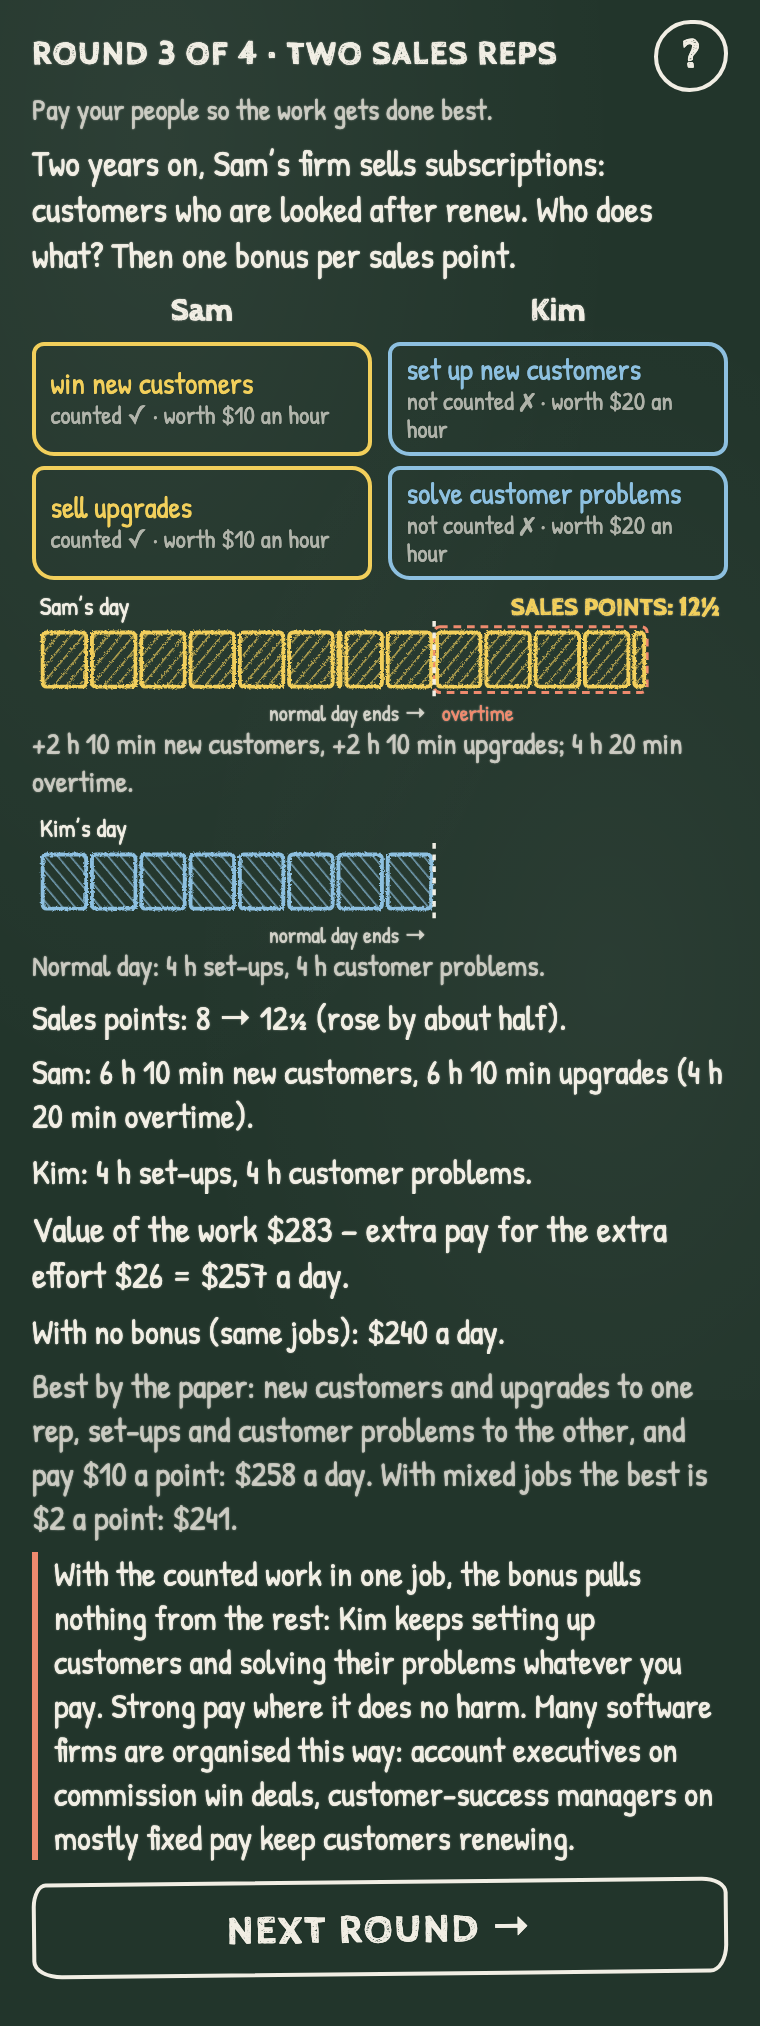 ROUND 3 OF 4 · TWO SALES REPS
?
Pay your people so the work gets done best.
Two years on, Sam's firm sells subscriptions:
customers who are looked after renew. Who does
what? Then one bonus per sales point.
Sam
Kim
win new customers
counted ✓ · worth $10 an hour
set up new customers
not counted ✗ · worth $20 an
hour
sell upgrades
counted ✓ · worth $10 an hour
solve customer problems
not counted ✗ · worth $20 an
hour
Sam's day
SALES POINTS: 12½
normal day ends →
overtime
+2 h 10 min new customers, +2 h 10 min upgrades; 4 h 20 min
overtime.
Kim's day
normal day ends →
Normal day: 4 h set-ups, 4 h customer problems.
Sales points: 8 → 12½ (rose by about half).
Sam: 6 h 10 min new customers, 6 h 10 min upgrades (4 h
20 min overtime).
Kim: 4 h set-ups, 4 h customer problems.
Value of the work $283 – extra pay for the extra
effort $26 = $257 a day.
With no bonus (same jobs): $240 a day.
Best by the paper: new customers and upgrades to one
rep, set-ups and customer problems to the other, and
pay $10 a point: $258 a day. With mixed jobs the best is
$2 a point: $241.
With the counted work in one job, the bonus pulls
nothing from the rest: Kim keeps setting up
customers and solving their problems whatever you
pay. Strong pay where it does no harm. Many software
firms are organised this way: account executives on
commission win deals, customer-success managers on
mostly fixed pay keep customers renewing.
NEXT ROUND →